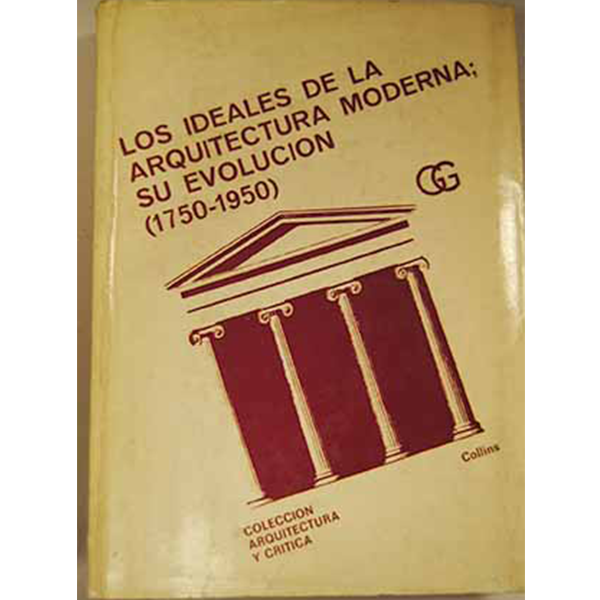 LOS IDEALES DE LA
ARQUITECTURA MODERNA;
SU EVOLUCION
(1750-1950)
GG
Collins
COLECCION
ARQUITECTURA
Y CRITICA